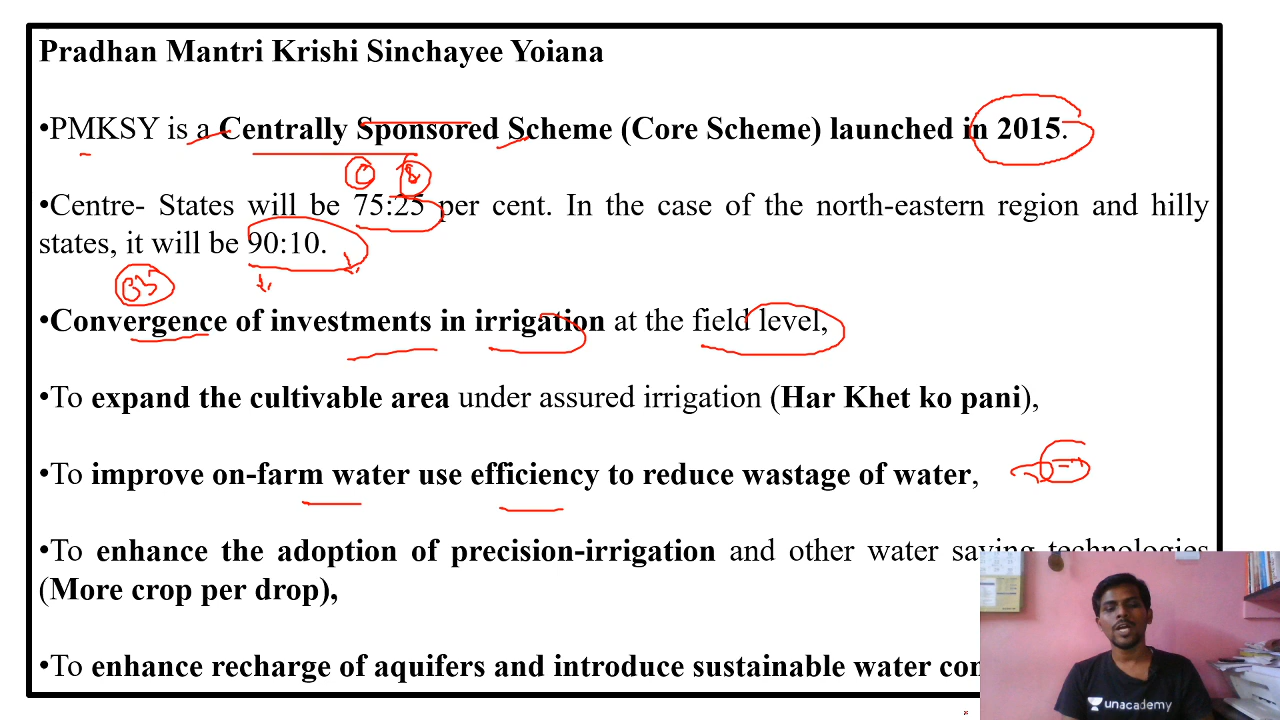 Pradhan Mantri Krishi Sinchayee Yoiana
•PMKSY is a Centrally Sponsored Scheme (Core Scheme) launched in 2015.
C S
•Centre- States will be 75:25 per cent. In the case of the north-eastern region and hilly
states, it will be 90:10.
•Convergence of investments in irrigation at the field level,
•To expand the cultivable area under assured irrigation (Har Khet ko pani),
•To improve on-farm water use efficiency to reduce wastage of water,
•To enhance the adoption of precision-irrigation and other water saving technologies
(More crop per drop),
•To enhance recharge of aquifers and introduce sustainable water
unacademy